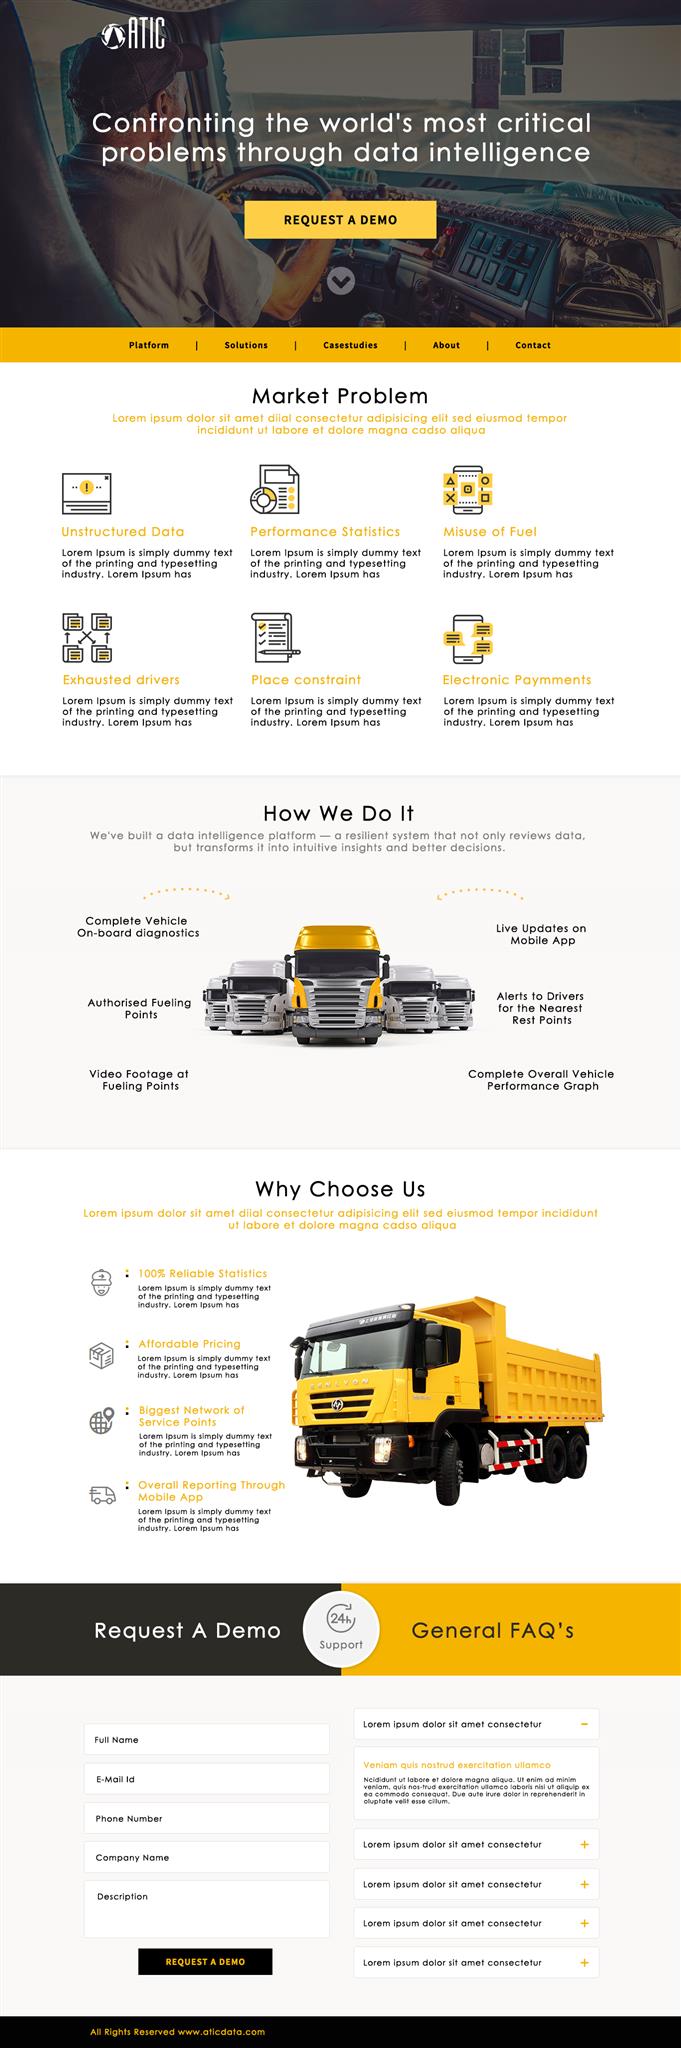 ATIC
Confronting the world's most critical
problems through data intelligence
REQUEST A DEMO
Platform | Solutions | Casestudies | About | Contact
Market Problem
Lorem ipsum dolor sit amet diial consectetur adipisicing elit sed eiusmod tempor
incididunt ut labore et dolore magna cadso aliqua
Unstructured Data
Lorem Ipsum is simply dummy text
of the printing and typesetting
industry. Lorem Ipsum has
Performance Statistics
Lorem Ipsum is simply dummy text
of the printing and typesetting
industry. Lorem Ipsum has
Misuse of Fuel
Lorem Ipsum is simply dummy text
of the printing and typesetting
industry. Lorem Ipsum has
Exhausted drivers
Lorem Ipsum is simply dummy text
of the printing and typesetting
industry. Lorem Ipsum has
Place constraint
Lorem Ipsum is simply dummy text
of the printing and typesetting
industry. Lorem Ipsum has
Electronic Paymments
Lorem Ipsum is simply dummy text
of the printing and typesetting
industry. Lorem Ipsum has
How We Do It
We've built a data intelligence platform — a resilient system that not only reviews data,
but transforms it into intuitive insights and better decisions.
Complete Vehicle
On-board diagnostics
Authorised Fueling
Points
Video Footage at
Fueling Points
Live Updates on
Mobile App
Alerts to Drivers
for the Nearest
Rest Points
Complete Overall Vehicle
Performance Graph
Why Choose Us
Lorem ipsum dolor sit amet diial consectetur adipisicing elit sed eiusmod tempor incididunt
ut labore et dolore magna cadso aliqua
100% Reliable Statistics
Lorem Ipsum is simply dummy text
of the printing and typesetting
industry. Lorem Ipsum has
Affordable Pricing
Lorem Ipsum is simply dummy text
of the printing and typesetting
industry. Lorem Ipsum has
Biggest Network of
Service Points
Lorem Ipsum is simply dummy text
of the printing and typesetting
industry. Lorem Ipsum has
Overall Reporting Through
Mobile App
Lorem Ipsum is simply dummy text
of the printing and typesetting
industry. Lorem Ipsum has
Request A Demo
24h
Support
General FAQ's
Full Name
E-Mail Id
Phone Number
Company Name
Description
REQUEST A DEMO
Lorem ipsum dolor sit amet consectetur −
Veniam quis nostrud exercitation ullamco
Ncididunt ut labore et dolore magna aliqua. Ut enim ad minim
veniam, quis nos-trud exercitation ullamco laboris nisi ut aliquip ex
ea commodo consequat. Due aute irure dolor in reprehenderit in
oluptate velit esse cillum.
Lorem ipsum dolor sit amet consectetur +
Lorem ipsum dolor sit amet consectetur +
Lorem ipsum dolor sit amet consectetur +
Lorem ipsum dolor sit amet consectetur +
All Rights Reserved www.aticdata.com